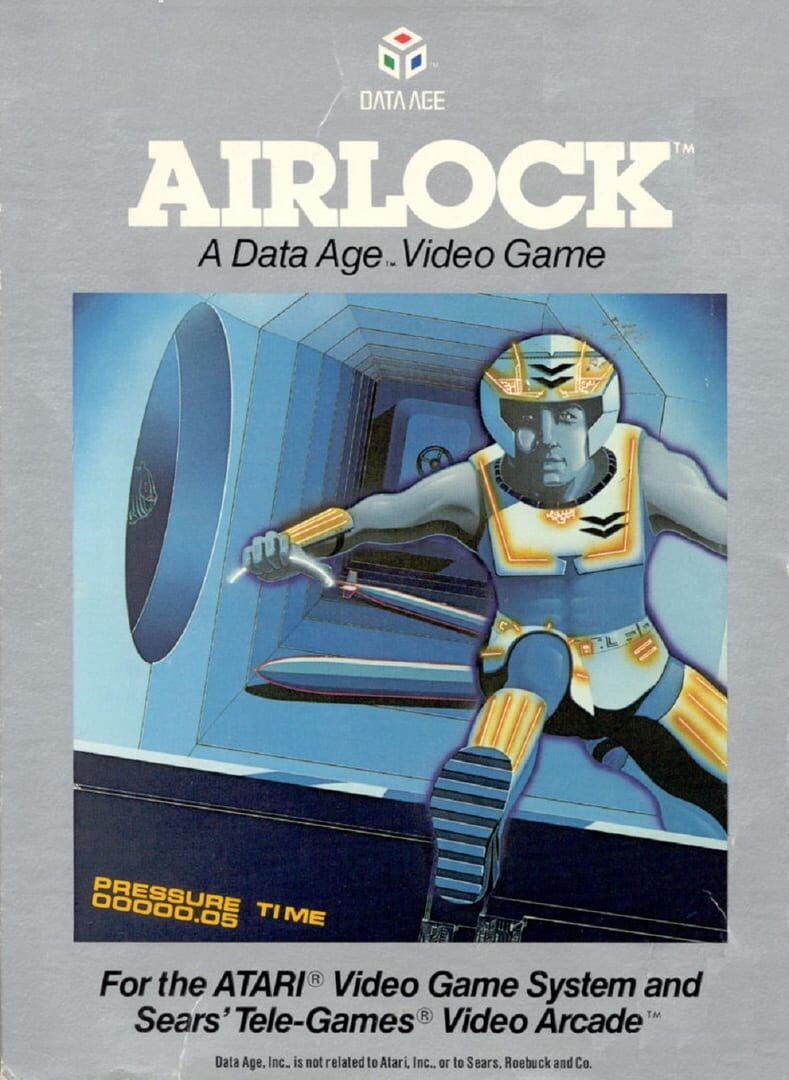 ™
DATA AGE
AIRLOCK™
A Data Age™ Video Game
PRESSURE TIME
00000.05
For the ATARI® Video Game System and
Sears' Tele-Games® Video Arcade™
Data Age, Inc., is not related to Atari, Inc., or to Sears, Roebuck and Co.